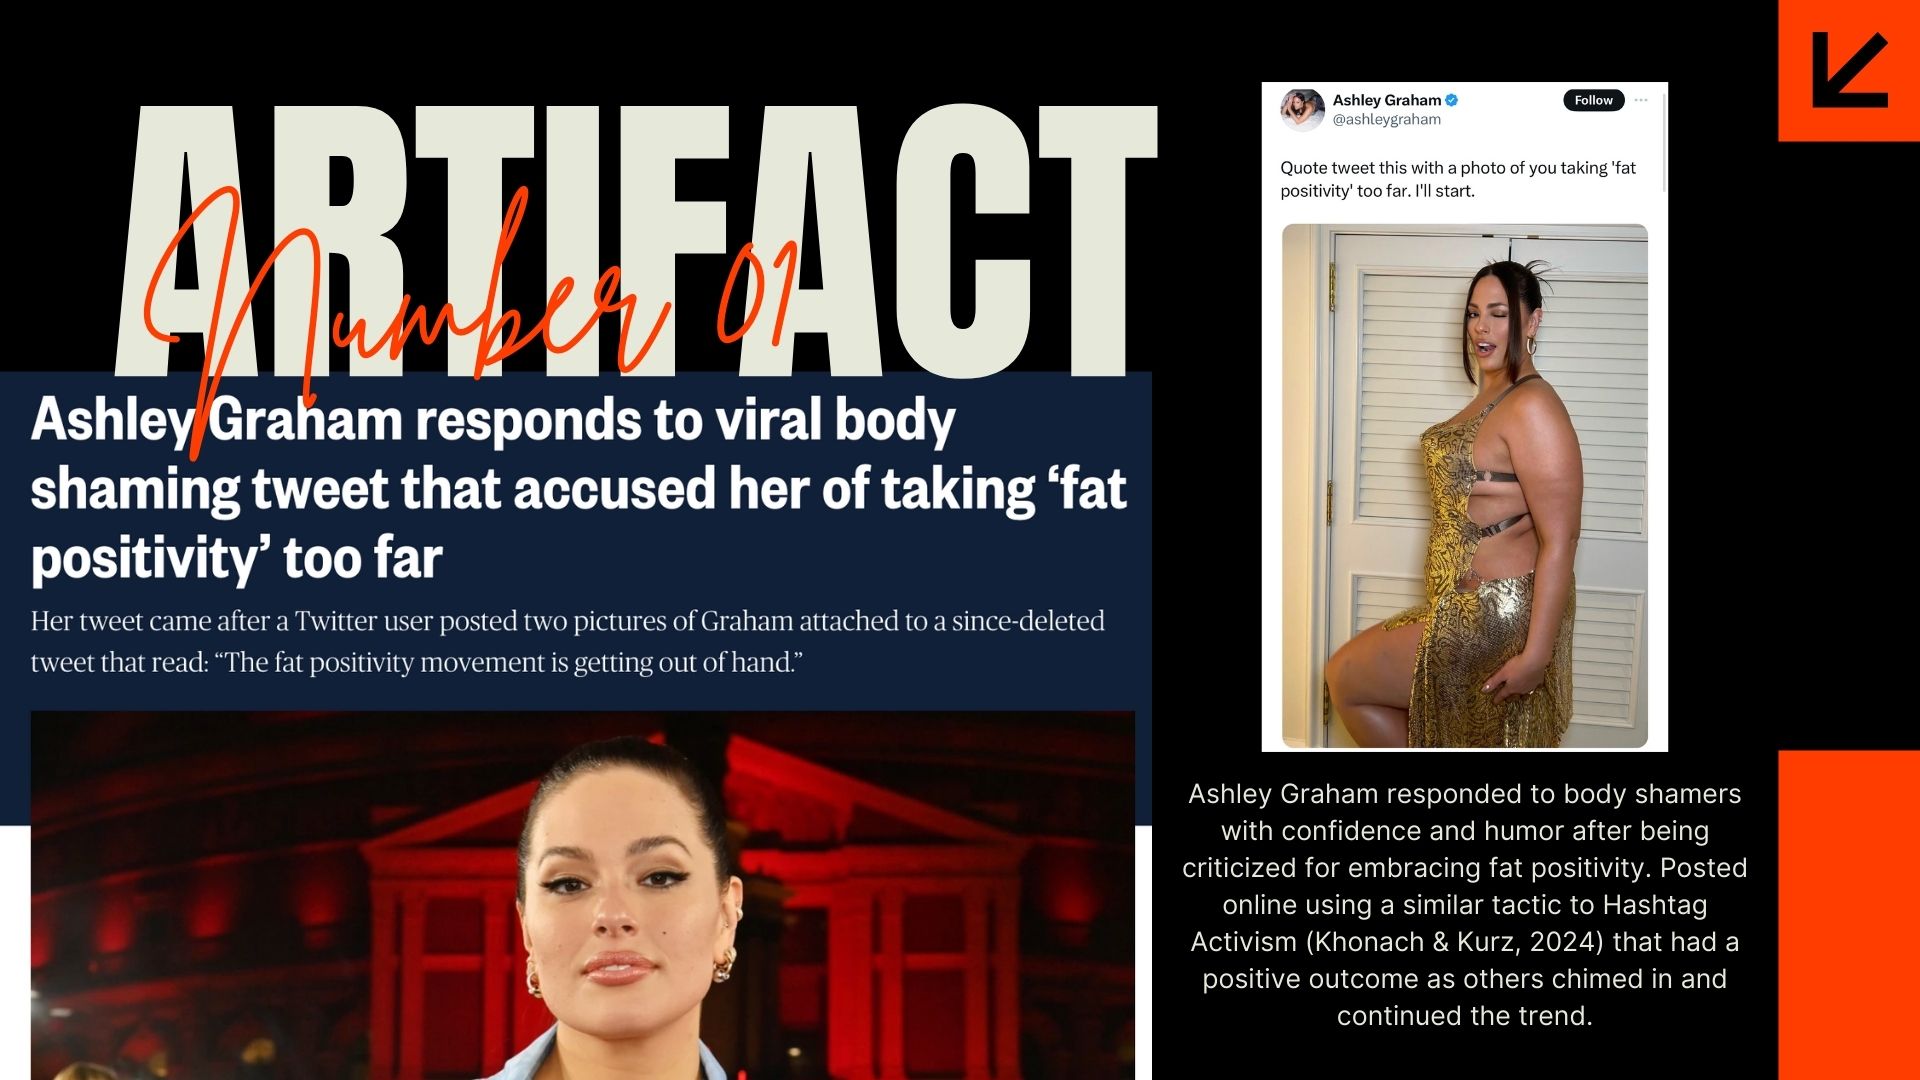 ARTIFACT
Number 01
Ashley Graham responds to viral body
shaming tweet that accused her of taking ‘fat
positivity’ too far
Her tweet came after a Twitter user posted two pictures of Graham attached to a since-deleted
tweet that read: “The fat positivity movement is getting out of hand.”
Ashley Graham
Follow
@ashleygraham
Quote tweet this with a photo of you taking 'fat
positivity' too far. I'll start.
Ashley Graham responded to body shamers
with confidence and humor after being
criticized for embracing fat positivity. Posted
online using a similar tactic to Hashtag
Activism (Khonach & Kurz, 2024) that had a
positive outcome as others chimed in and
continued the trend.